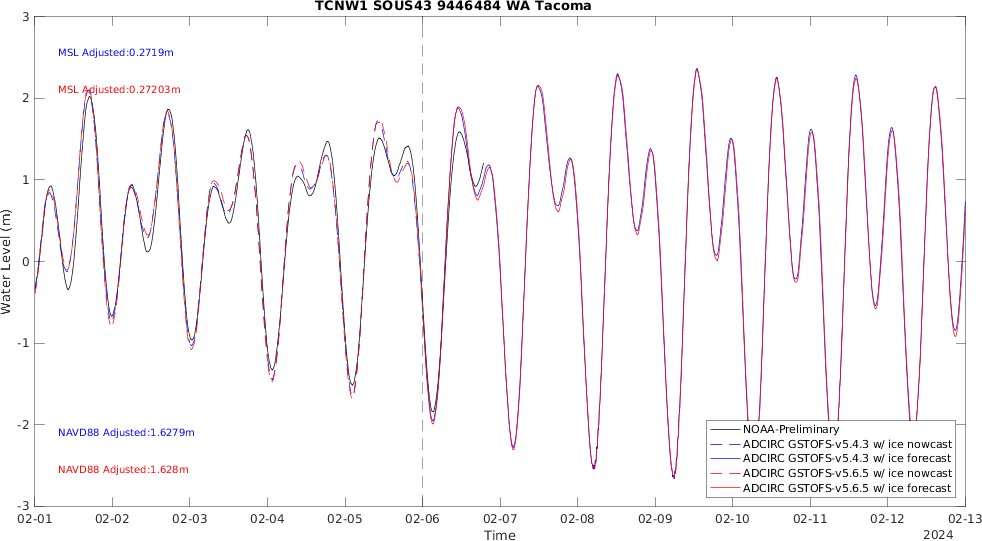 TCNW1 SOUS43 9446484 WA Tacoma
3
2
1
0
-1
-2
-3
Water Level (m)
MSL Adjusted:0.2719m
MSL Adjusted:0.27203m
NAVD88 Adjusted:1.6279m
NAVD88 Adjusted:1.628m
NOAA-Preliminary
ADCIRC GSTOFS-v5.4.3 w/ ice nowcast
ADCIRC GSTOFS-v5.4.3 w/ ice forecast
ADCIRC GSTOFS-v5.6.5 w/ ice nowcast
ADCIRC GSTOFS-v5.6.5 w/ ice forecast
02-01 02-02 02-03 02-04 02-05 02-06 02-07 02-08 02-09 02-10 02-11 02-12 02-13
Time
2024